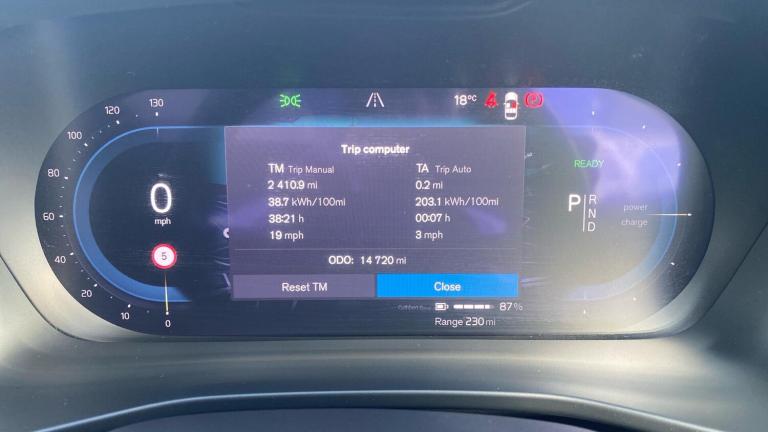 120 130
100
80
60
40
20
10
0
0
mph
5
18°C
Trip computer
TM Trip Manual TA Trip Auto
2 410.9 mi 0.2 mi
38.7 kWh/100mi 203.1 kWh/100mi
38:21 h 00:07 h
19 mph 3 mph
ODO: 14 720 mi
Reset TM Close
87%
Range 230 mi
READY
P R
N
D
power
charge